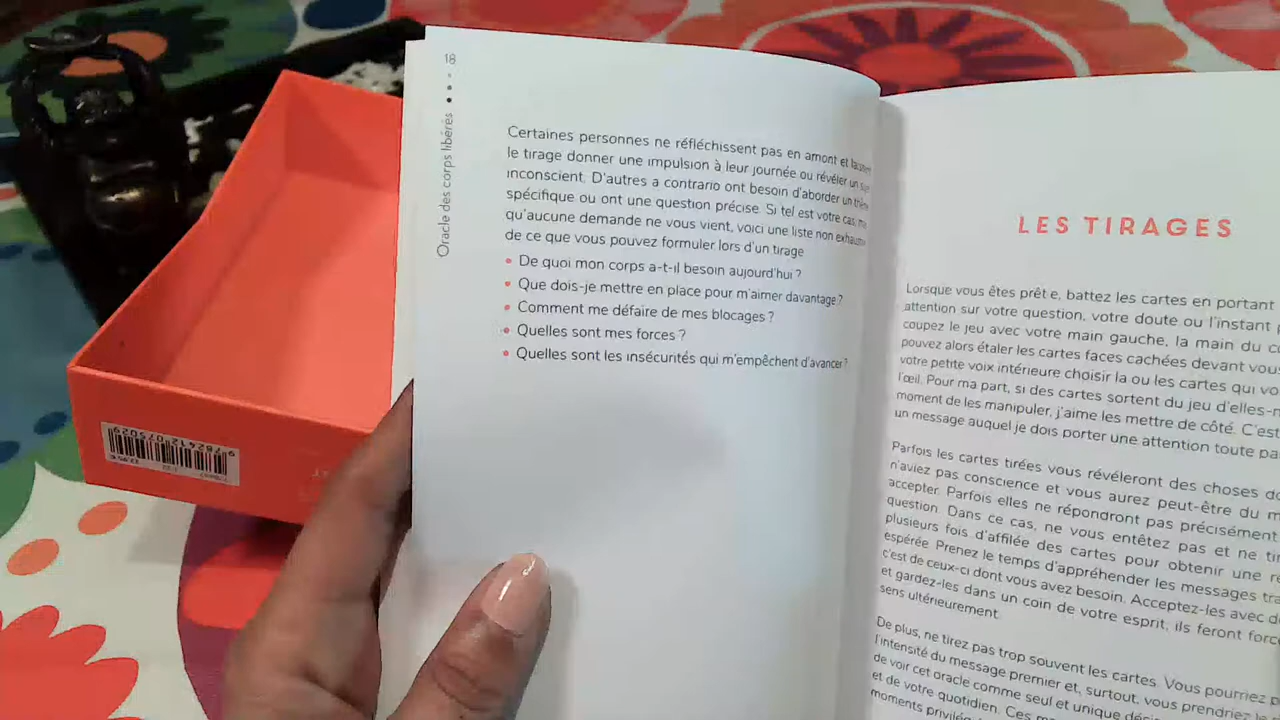 18
Oracle des corps libérés
Certaines personnes ne réfléchissent pas en amont et
le tirage donner une impulsion à leur journée ou révéler un
inconscient. D'autres a contrario ont besoin d'aborder un thème
spécifique ou ont une question précise. Si tel est votre cas,
qu'aucune demande ne vous vient, voici une liste non
de ce que vous pouvez formuler lors d'un tirage
• De quoi mon corps a-t-il besoin aujourd'hui ?
• Que dois-je mettre en place pour m'aimer davantage ?
• Comment me défaire de mes blocages ?
• Quelles sont mes forces ?
• Quelles sont les insécurités qui m'empêchent d'avancer ?
LES TIRAGES
Lorsque vous êtes prêt·e, battez les cartes en portant
attention sur votre question, votre doute ou l'instant
coupez le jeu avec votre main gauche, la main du
pouvez alors étaler les cartes faces cachées devant vous
votre petite voix intérieure choisir la ou les cartes qui
l'œil. Pour ma part, si des cartes sortent du jeu d'elles-
moment de les manipuler, j'aime les mettre de côté. C'est
un message auquel je dois porter une attention toute
Parfois les cartes tirées vous révéleront des choses
n'aviez pas conscience et vous aurez peut-être du
accepter. Parfois elles ne répondront pas précisément
question. Dans ce cas, ne vous entêtez pas et ne
plusieurs fois d'affilée des cartes pour obtenir une
espérée. Prenez le temps d'appréhender les messages
c'est de ceux-ci dont vous avez besoin. Acceptez-les avec
et gardez-les dans un coin de votre esprit, ils feront
sens ultérieurement.
De plus, ne tirez pas trop souvent les cartes. Vous pourriez
l'intensité du message premier et, surtout, vous prendriez le
de voir cet oracle comme seul et unique
et de votre quotidien. Ces
moments
9782412075029